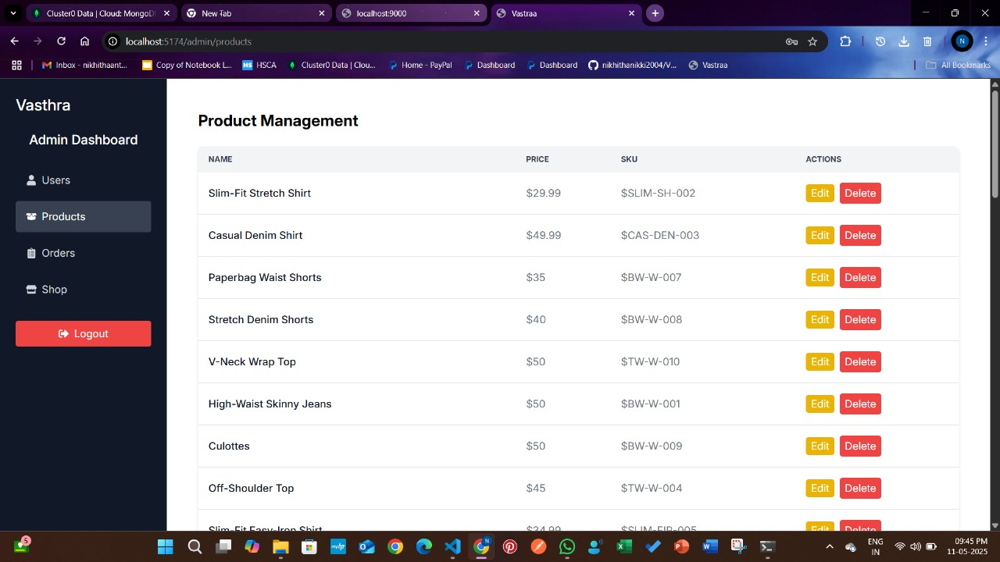 Cluster0 Data | Cloud: MongoDB
New Tab
localhost:9000
Vastraa
localhost:5174/admin/products
N
Inbox - nikhithaant...
Copy of Notebook L...
HS HSCA
Cluster0 Data | Clou...
Home - PayPal
Dashboard
Dashboard
nikhithanikki2004/V...
Vastraa
All Bookmarks
Vasthra
Admin Dashboard
Users
Products
Orders
Shop
Logout
Product Management
NAME PRICE SKU ACTIONS
Slim-Fit Stretch Shirt $29.99 $SLIM-SH-002 Edit Delete
Casual Denim Shirt $49.99 $CAS-DEN-003 Edit Delete
Paperbag Waist Shorts $35 $BW-W-007 Edit Delete
Stretch Denim Shorts $40 $BW-W-008 Edit Delete
V-Neck Wrap Top $50 $TW-W-010 Edit Delete
High-Waist Skinny Jeans $50 $BW-W-001 Edit Delete
Culottes $50 $BW-W-009 Edit Delete
Off-Shoulder Top $45 $TW-W-004 Edit Delete
Slim-Fit Easy-Iron Shirt $34.99 $SLIM-EIR-005 Edit Delete
5
ENG
IN
09:45 PM
11-05-2025